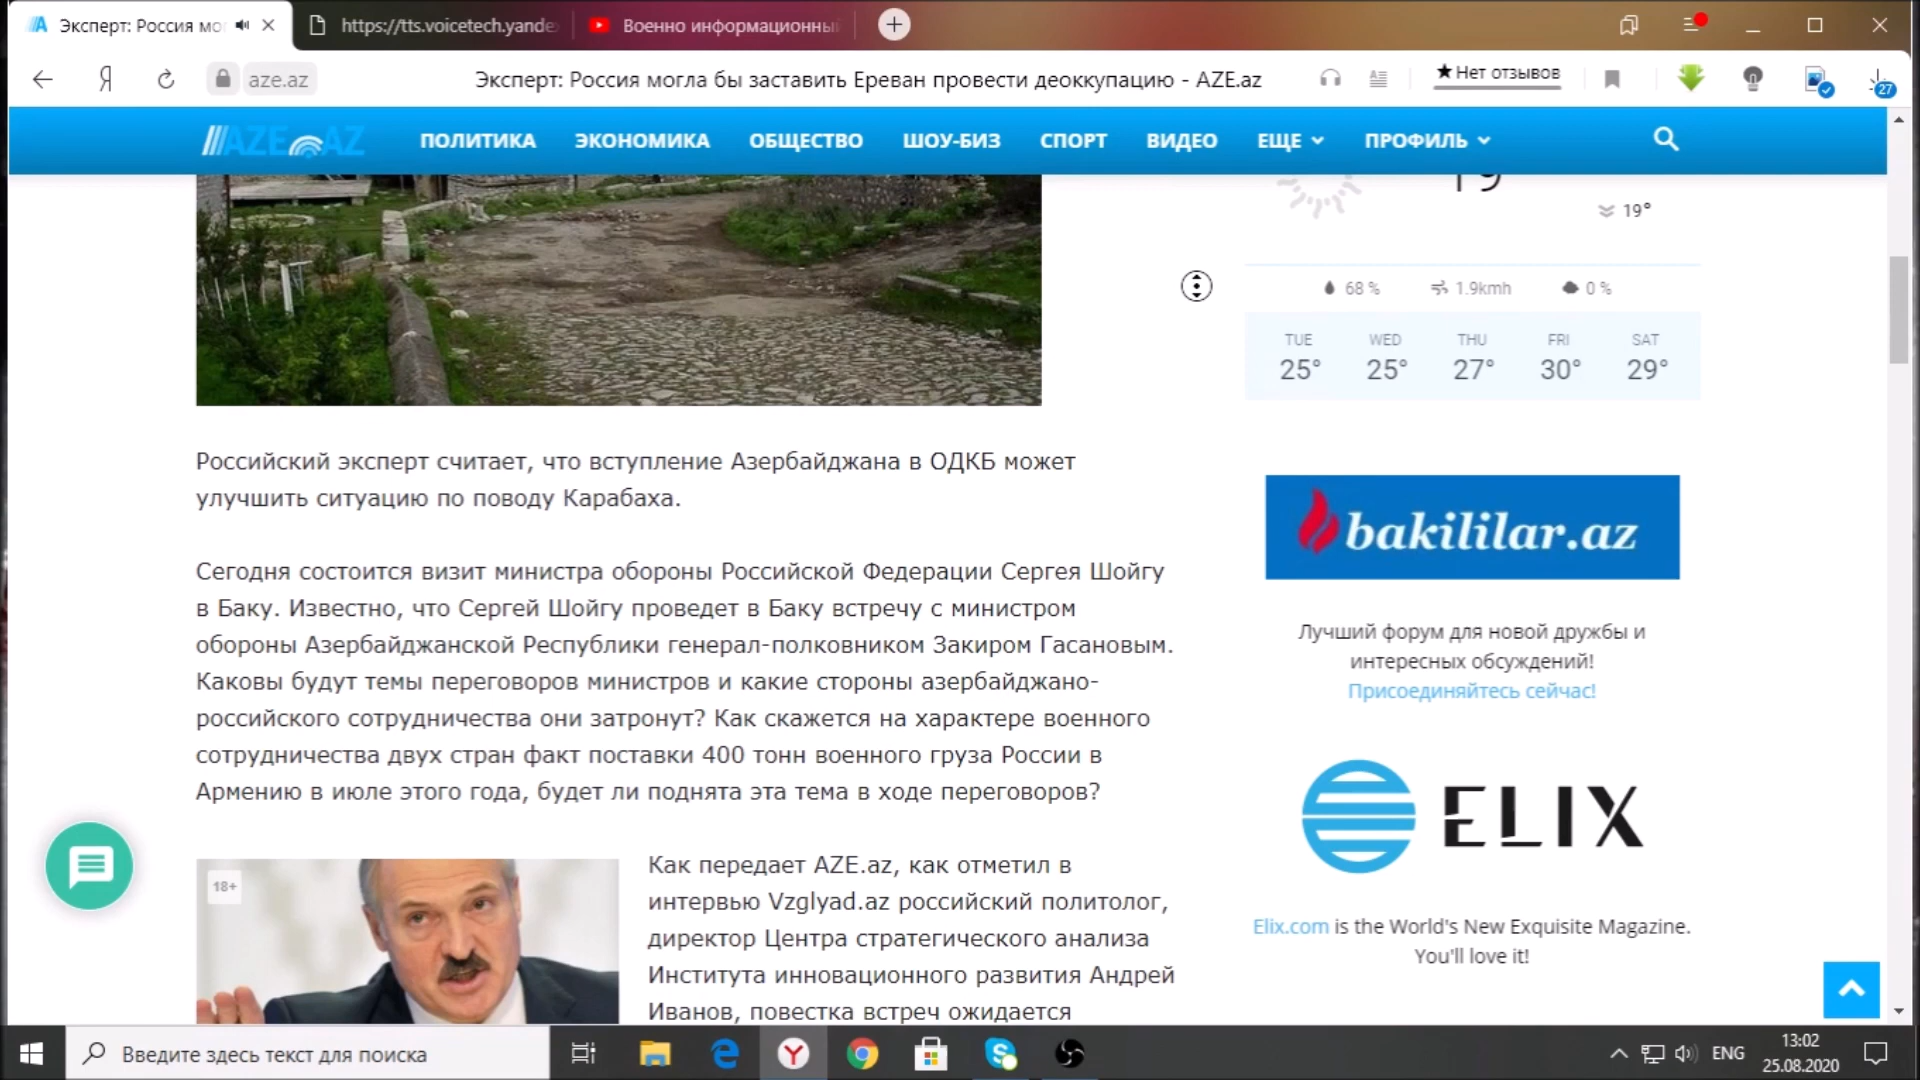 Эксперт: Россия мо
https://tts.voicetech.yande
Военно информационны
aze.az
Эксперт: Россия могла бы заставить Ереван провести деоккупацию - AZE.az
★Нет отзывов
27
AZE.AZ
ПОЛИТИКА
ЭКОНОМИКА
ОБЩЕСТВО
ШОУ-БИЗ
СПОРТ
ВИДЕО
ЕЩЕ
ПРОФИЛЬ
19
19°
68 %
1.9kmh
0 %
TUE
WED
THU
FRI
SAT
25°
25°
27°
30°
29°
Российский эксперт считает, что вступление Азербайджана в ОДКБ может
улучшить ситуацию по поводу Карабаха.
Сегодня состоится визит министра обороны Российской Федерации Сергея Шойгу
в Баку. Известно, что Сергей Шойгу проведет в Баку встречу с министром
обороны Азербайджанской Республики генерал-полковником Закиром Гасановым.
Каковы будут темы переговоров министров и какие стороны азербайджано-
российского сотрудничества они затронут? Как скажется на характере военного
сотрудничества двух стран факт поставки 400 тонн военного груза России в
Армению в июле этого года, будет ли поднята эта тема в ходе переговоров?
18+
Как передает AZE.az, как отметил в
интервью Vzglyad.az российский политолог,
директор Центра стратегического анализа
Института инновационного развития Андрей
Иванов, повестка встреч ожидается
bakililar.az
Лучший форум для новой дружбы и
интересных обсуждений!
Присоединяйтесь сейчас!
ELIX
Elix.com is the World's New Exquisite Magazine.
You'll love it!
Введите здесь текст для поиска
ENG
13:02
25.08.2020